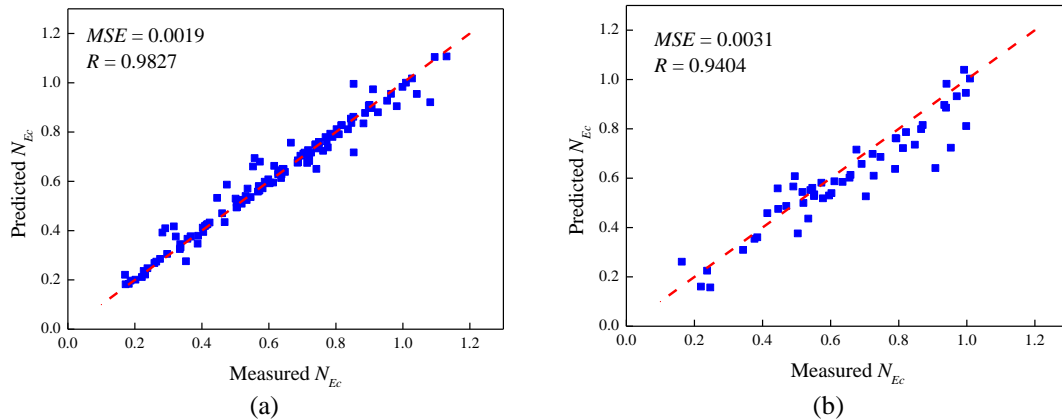 MSE = 0.0019
R = 0.9827
1.2
1.0
0.8
0.6
0.4
0.2
0.0
Predicted N_Ec
0.0 0.2 0.4 0.6 0.8 1.0 1.2
Measured N_Ec
(a)
MSE = 0.0031
R = 0.9404
1.2
1.0
0.8
0.6
0.4
0.2
0.0
Predicted N_Ec
0.0 0.2 0.4 0.6 0.8 1.0 1.2
Measured N_Ec
(b)